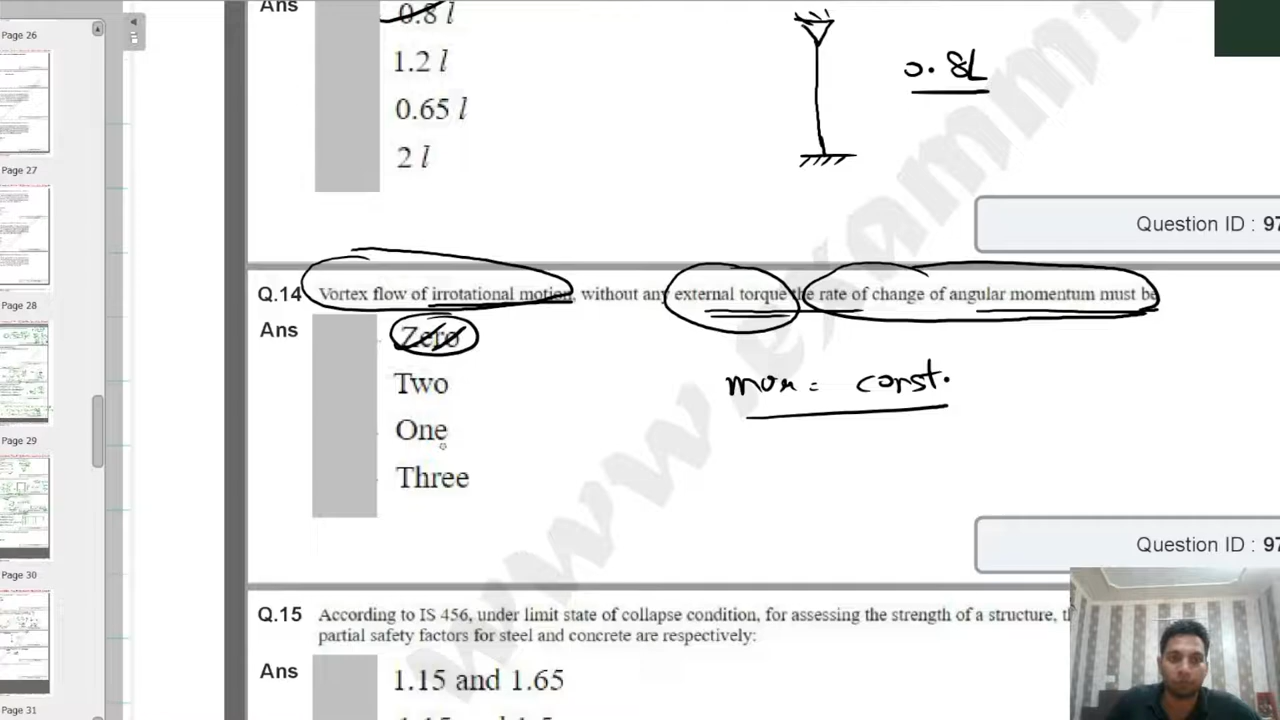 Page 26
Page 27
Page 28
Page 29
Page 30
Page 31
Ans
0.8 l
1.2 l
0.65 l
2 l
0.8L
Question ID : 97
Q.14 Vortex flow of irrotational motion, without any external torque the rate of change of angular momentum must be
Ans
Zero
Two
One
Three
mom = const.
Question ID : 97
Q.15 According to IS 456, under limit state of collapse condition, for assessing the strength of a structure,
partial safety factors for steel and concrete are respectively:
Ans
1.15 and 1.65
www.examm